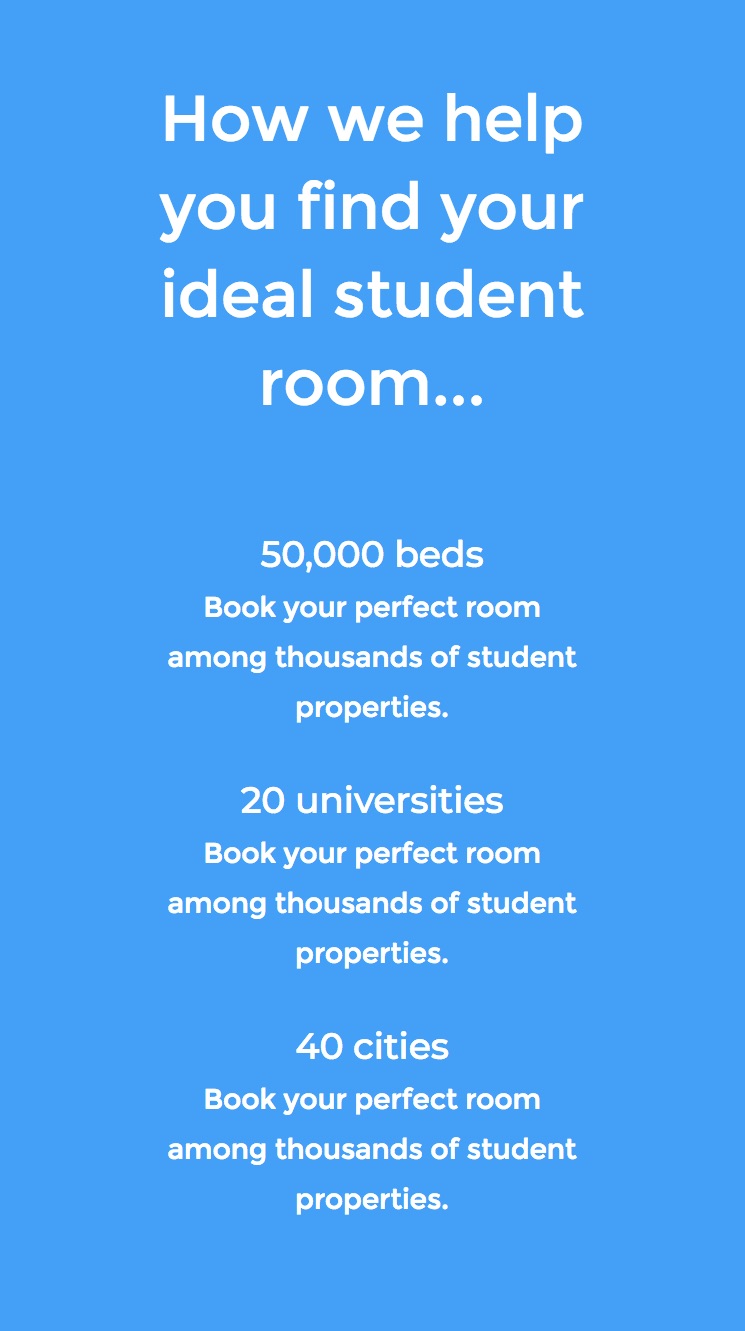 How we help
you find your
ideal student
room...
50,000 beds
Book your perfect room
among thousands of student
properties.
20 universities
Book your perfect room
among thousands of student
properties.
40 cities
Book your perfect room
among thousands of student
properties.